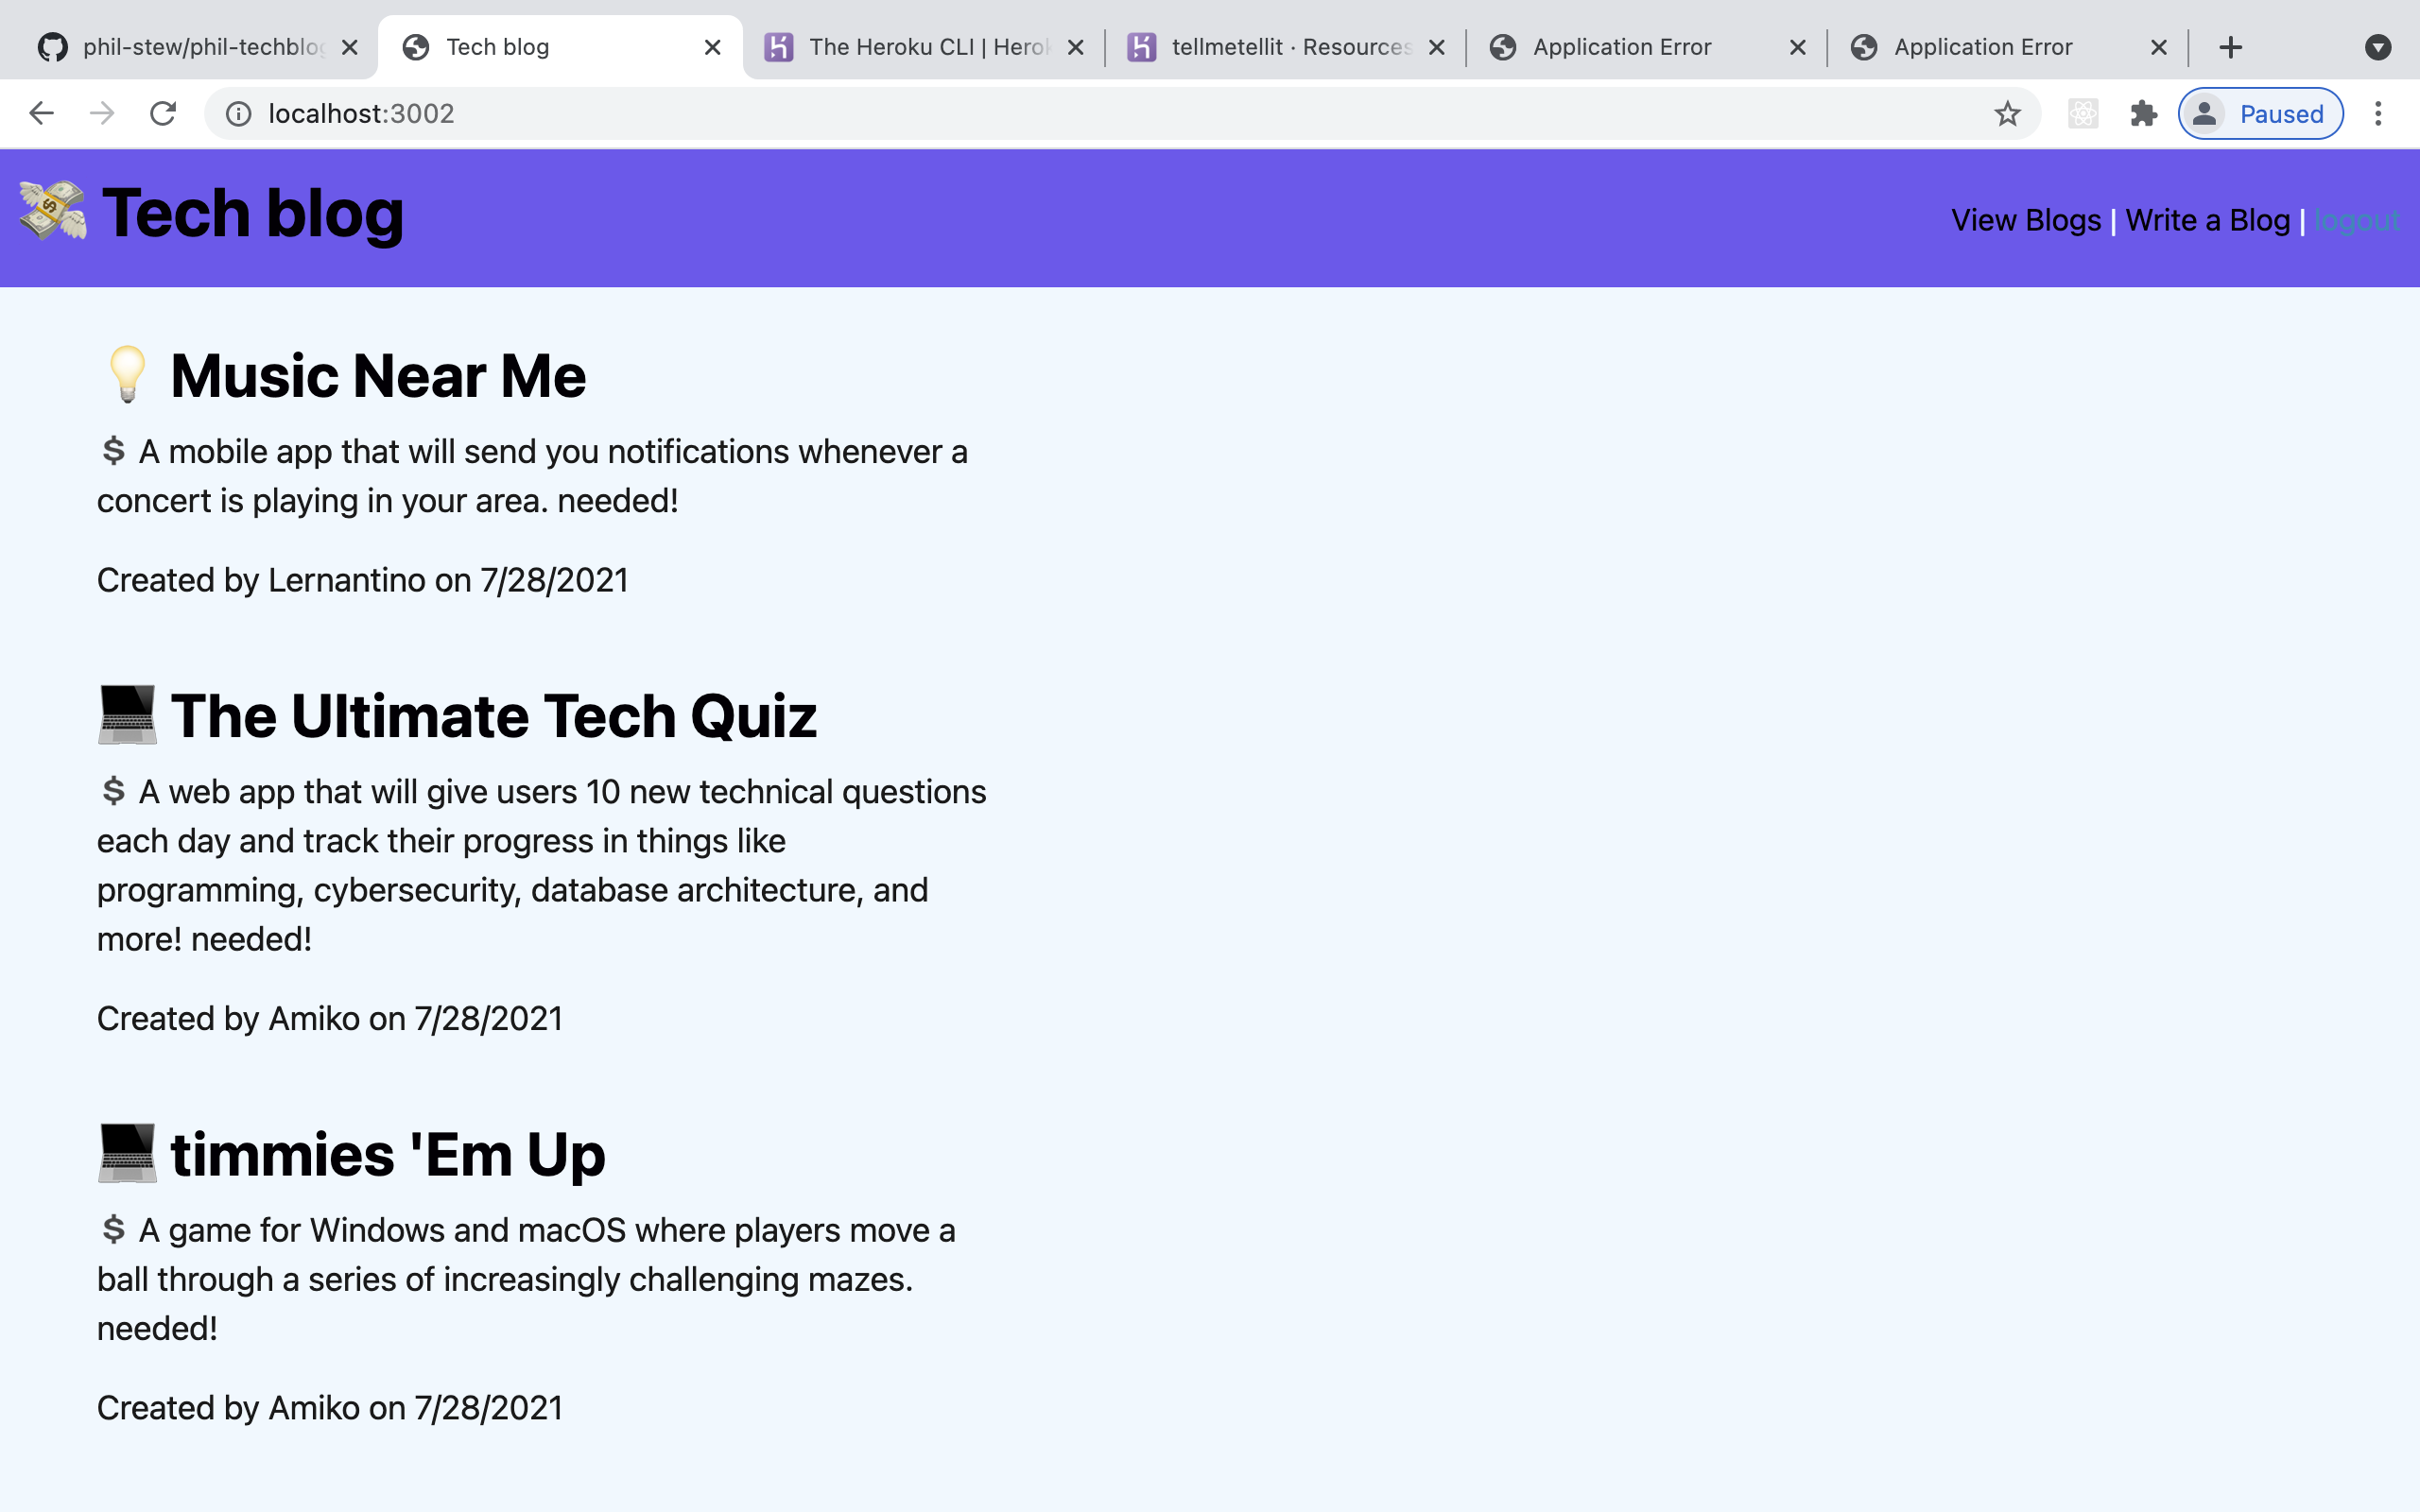 phil-stew/phil-techblog
Tech blog
The Heroku CLI | Herok
tellmetellit · Resources
Application Error
Application Error
localhost:3002
Paused
Tech blog
View Blogs | Write a Blog | logout
Music Near Me
$ A mobile app that will send you notifications whenever a
concert is playing in your area. needed!
Created by Lernantino on 7/28/2021
The Ultimate Tech Quiz
$ A web app that will give users 10 new technical questions
each day and track their progress in things like
programming, cybersecurity, database architecture, and
more! needed!
Created by Amiko on 7/28/2021
timmies 'Em Up
$ A game for Windows and macOS where players move a
ball through a series of increasingly challenging mazes.
needed!
Created by Amiko on 7/28/2021